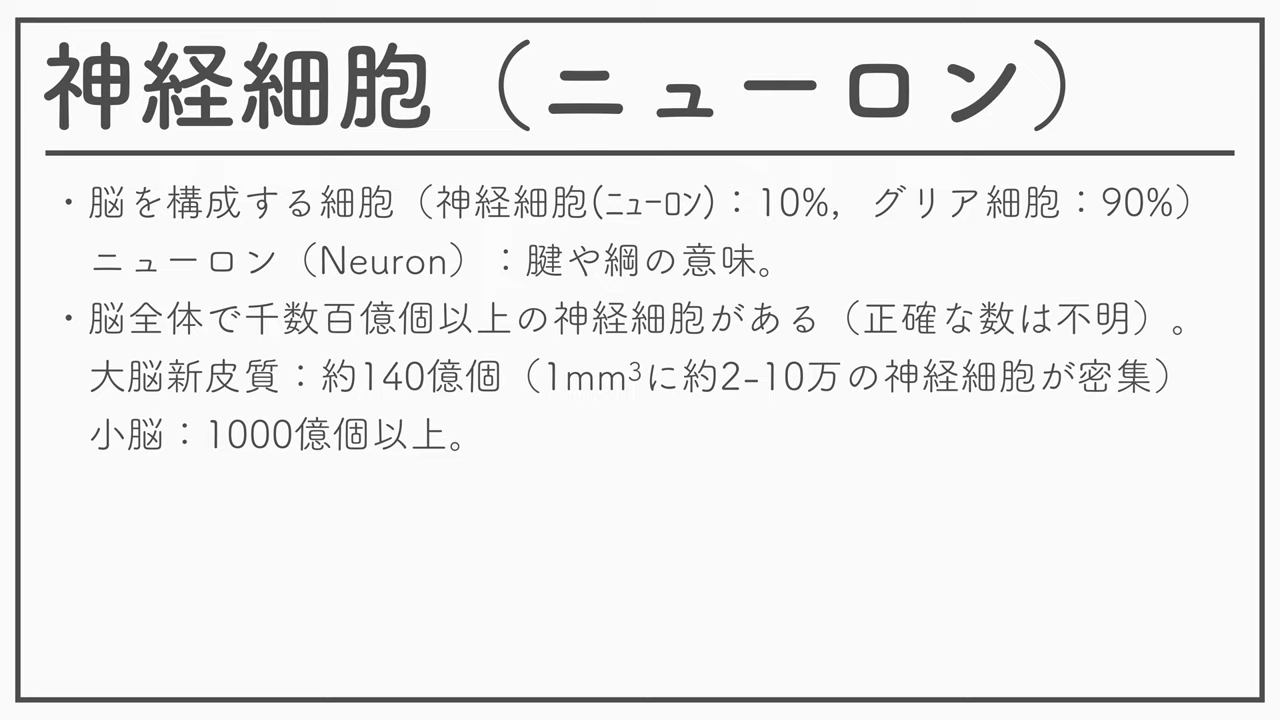 神経細胞（ニューロン）
・脳を構成する細胞（神経細胞(ﾆｭｰﾛﾝ)：10%，グリア細胞：90%）
ニューロン（Neuron）：腱や綱の意味。
・脳全体で千数百億個以上の神経細胞がある（正確な数は不明）。
大脳新皮質：約140億個（1mm³に約2-10万の神経細胞が密集）
小脳：1000億個以上。